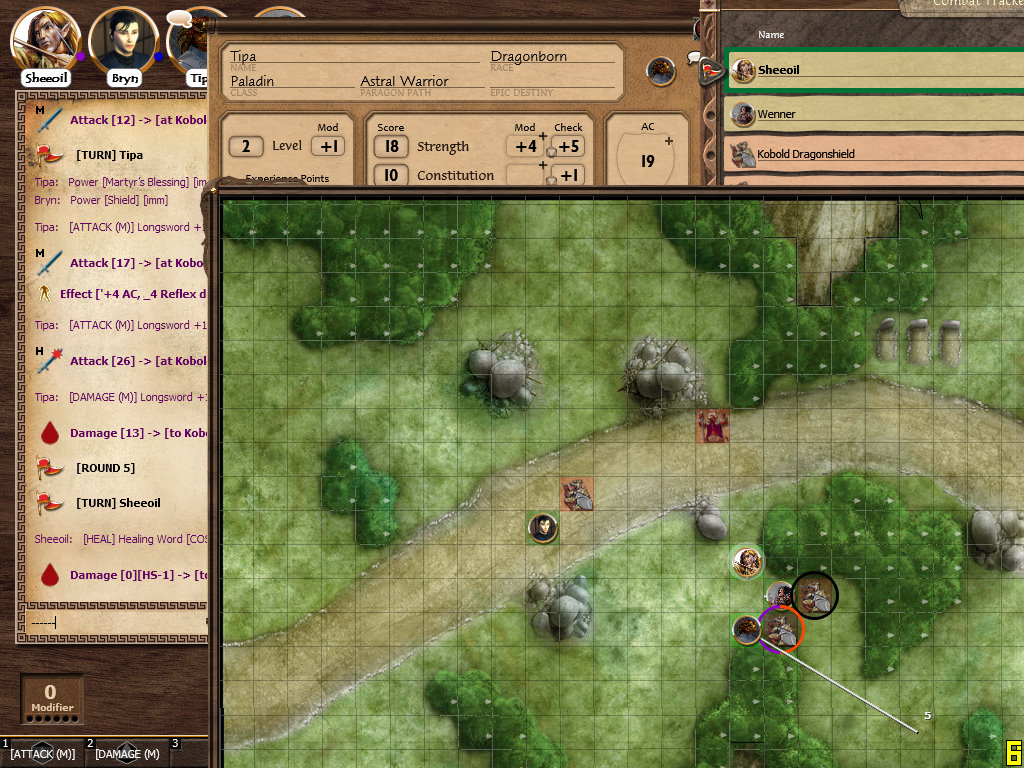 Sheeoil
Bryn
Tip
M
Attack [12] -> [at Kobol
[TURN] Tipa
Tipa: Power [Martyr's Blessing] [im
Bryn: Power [Shield] [imm]
Tipa: [ATTACK (M)] Longsword +1
M
Attack [17] -> [at Kobo
Effect ['+4 AC, _4 Reflex d
Tipa: [ATTACK (M)] Longsword +1
H
Attack [26] -> [at Kobol
Tipa: [DAMAGE (M)] Longsword +1
Damage [13] -> [to Kobo
[ROUND 5]
[TURN] Sheeoil
Sheeoil: [HEAL] Healing Word [COS
Damage [0][HS-1] -> [to
------
0
Modifier
1 [ATTACK (M)] 2 [DAMAGE (M) 3
Tipa Dragonborn
NAME RACE
Paladin Astral Warrior
CLASS PARAGON PATH EPIC DESTINY
Mod
2 Level +1
Experience Points
Score Mod Check
18 Strength +4 +5
10 Constitution +1
AC
19
Combat Tracke
Name
Sheeoil
Wenner
Kobold Dragonshield
5
6